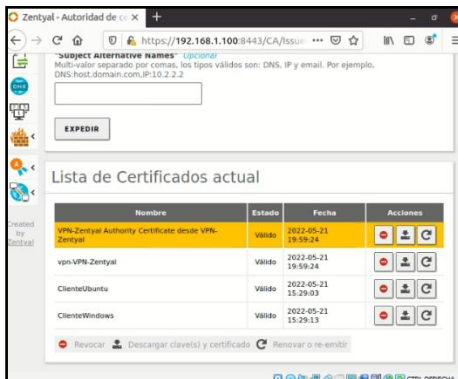 Zentyal - Autoridad de ce
https://192.168.1.100:8443/CA/Issue
"Subject Alternative Names" Opcional
Multi-valor separado por comas, los tipos válidos son: DNS, IP y email. Por ejemplo,
DNS:host.domain.com,IP:10.2.2.2
EXPEDIR
DNS
Created by Zentyal
Lista de Certificados actual
Nombre Estado Fecha Acciones
VPN-Zentyal Authority Certificate desde VPN-Zentyal Válido 2022-05-21 19:59:24
vpn-VPN-Zentyal Válido 2022-05-21 19:59:24
ClienteUbuntu Válido 2022-05-21 15:29:03
ClienteWindows Válido 2022-05-21 15:29:13
Revocar Descargar clave(s) y certificado Renovar o re-emitir
CTRL DERECHA